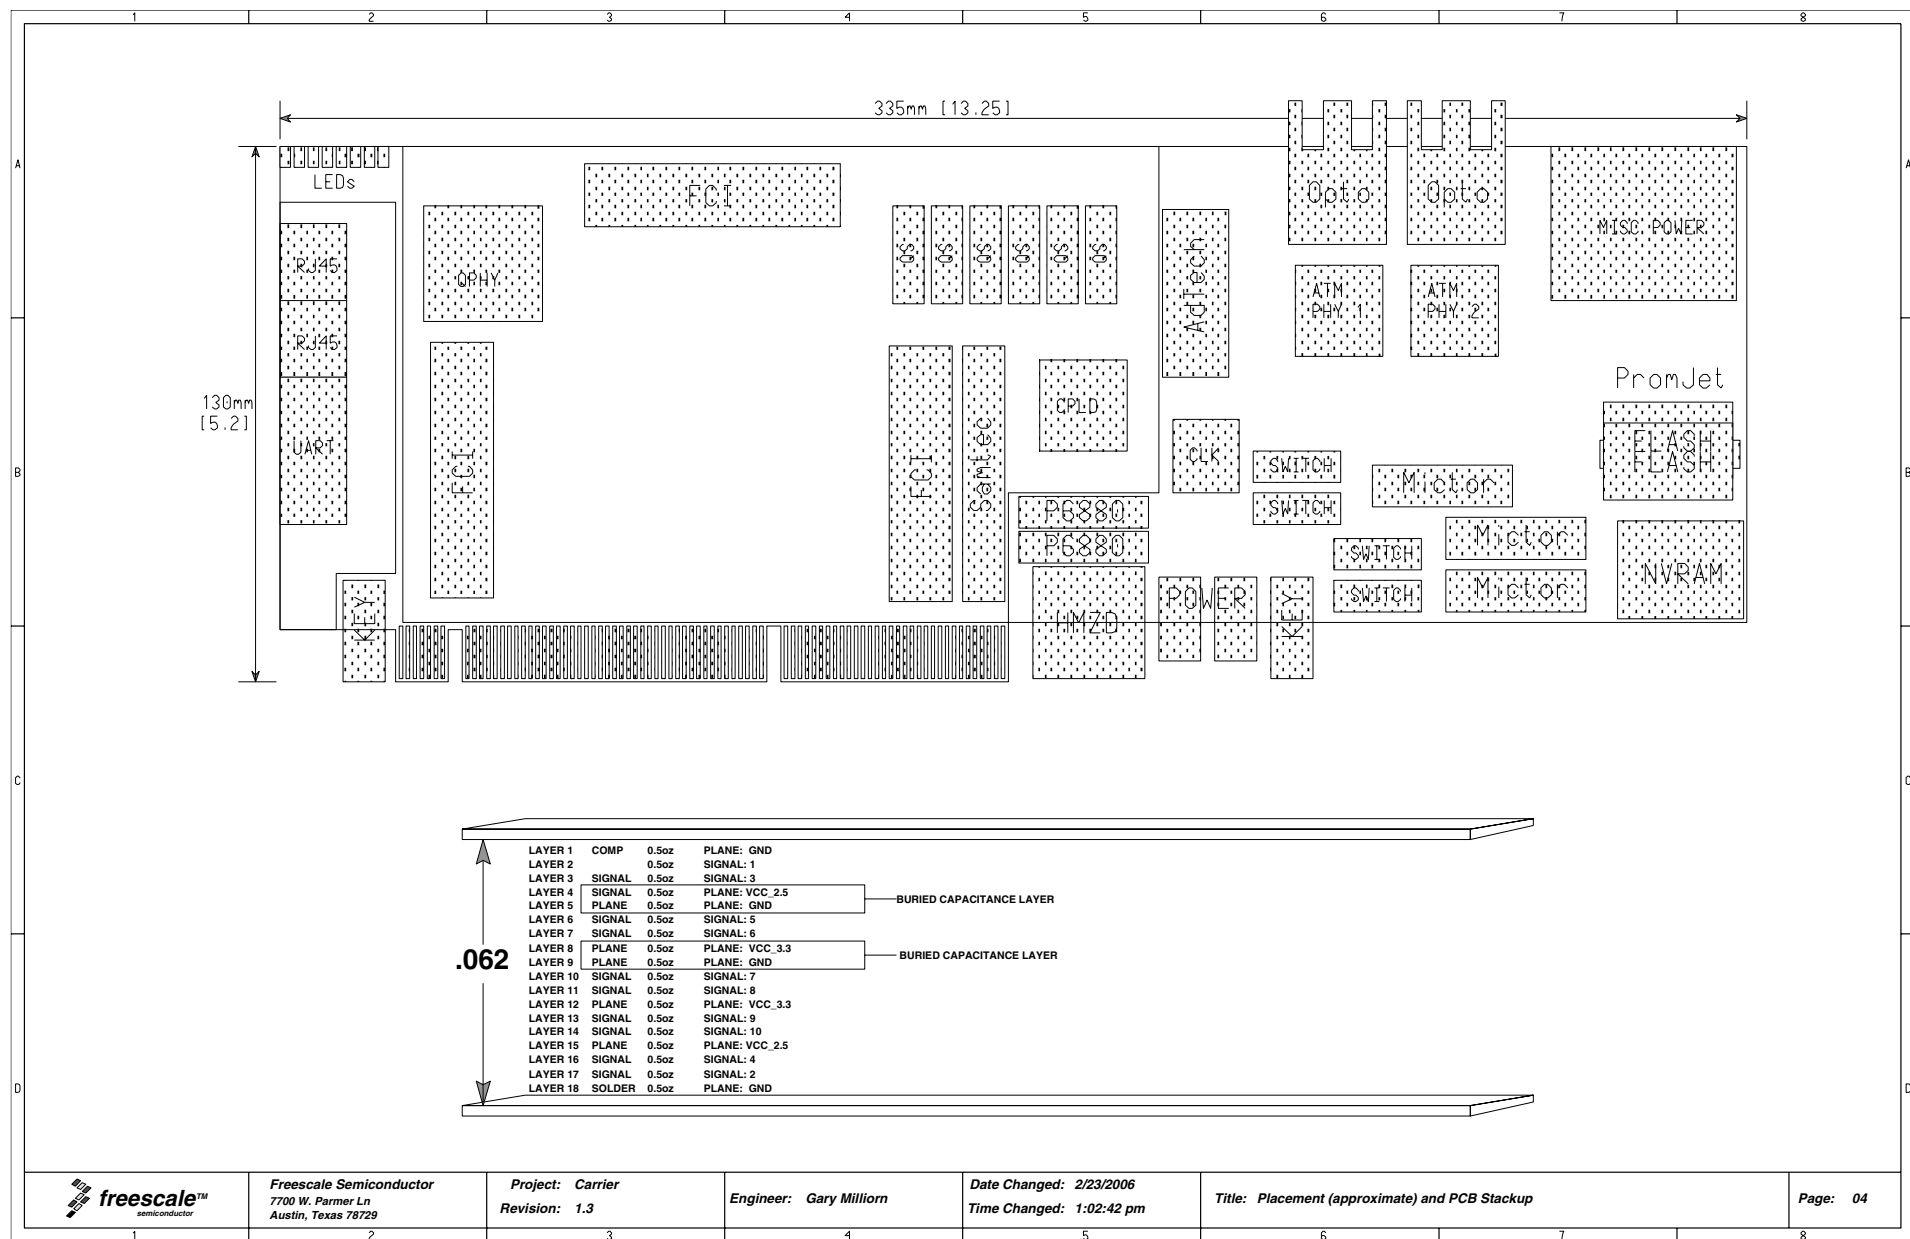 1 2 3 4 5 6 7 8
335mm [13.25]
A A
LEDs
FCI
Opto Opto
MISC POWER
RJ45
QPHY
QS QS QS QS QS QS
AdTech
ATM PHY 1
ATM PHY 2
RJ45
PromJet
130mm
[5.2]
CPLD
UART
FCI
FCI
Samtec
CLK
SWITCH
FLASH
FLASH
B B
Mictor
SWITCH
P6880
P6880
Mictor
SWITCH
NVRAM
Mictor
SWITCH
KEY
HMZD
POWER
KEY
C C
LAYER 1 COMP 0.5oz PLANE: GND
LAYER 2 0.5oz SIGNAL: 1
LAYER 3 SIGNAL 0.5oz SIGNAL: 3
LAYER 4 SIGNAL 0.5oz PLANE: VCC_2.5
BURIED CAPACITANCE LAYER
LAYER 5 PLANE 0.5oz PLANE: GND
LAYER 6 SIGNAL 0.5oz SIGNAL: 5
LAYER 7 SIGNAL 0.5oz SIGNAL: 6
LAYER 8 PLANE 0.5oz PLANE: VCC_3.3
BURIED CAPACITANCE LAYER
.062
LAYER 9 PLANE 0.5oz PLANE: GND
LAYER 10 SIGNAL 0.5oz SIGNAL: 7
LAYER 11 SIGNAL 0.5oz SIGNAL: 8
LAYER 12 PLANE 0.5oz PLANE: VCC_3.3
LAYER 13 SIGNAL 0.5oz SIGNAL: 9
LAYER 14 SIGNAL 0.5oz SIGNAL: 10
LAYER 15 PLANE 0.5oz PLANE: VCC_2.5
LAYER 16 SIGNAL 0.5oz SIGNAL: 4
LAYER 17 SIGNAL 0.5oz SIGNAL: 2
LAYER 18 SOLDER 0.5oz PLANE: GND
D D
freescale™
semiconductor
Freescale Semiconductor
7700 W. Parmer Ln
Austin, Texas 78729
Project: Carrier
Revision: 1.3
Engineer: Gary Milliorn
Date Changed: 2/23/2006
Time Changed: 1:02:42 pm
Title: Placement (approximate) and PCB Stackup
Page: 04
1 2 3 4 5 6 7 8